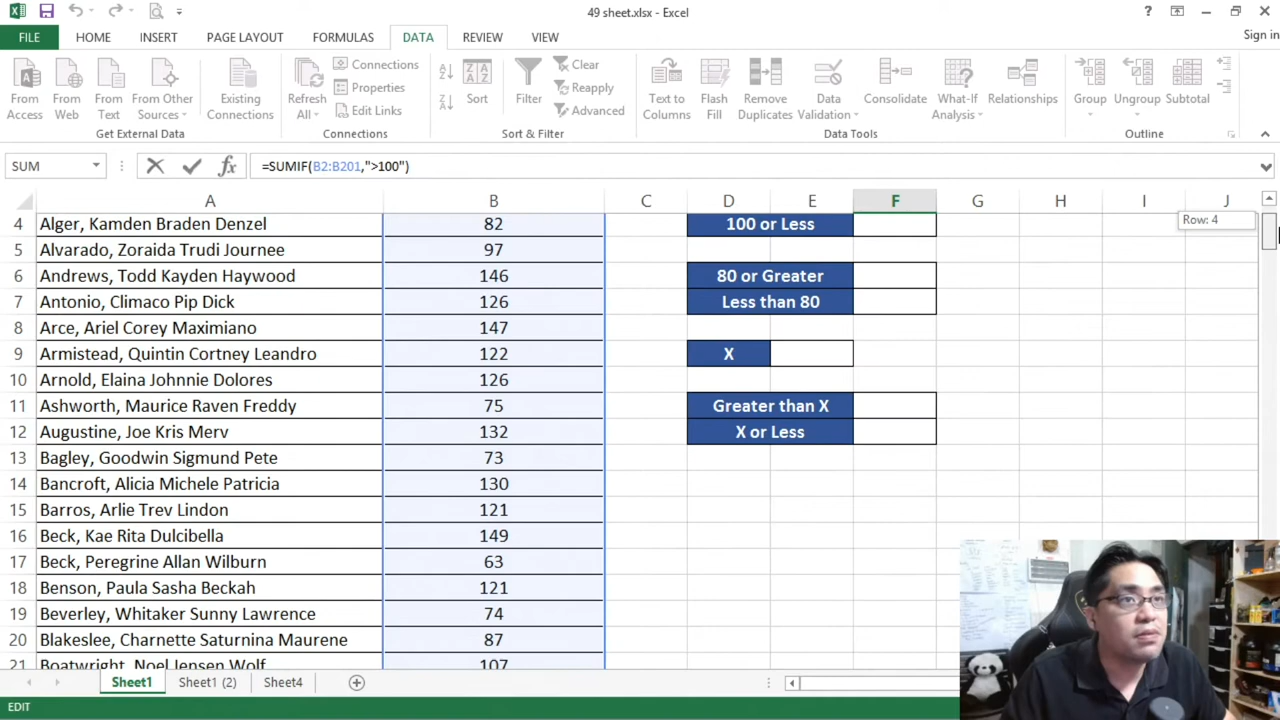 49 sheet.xlsx - Excel
FILE HOME INSERT PAGE LAYOUT FORMULAS DATA REVIEW VIEW Sign in
From Access
From Web
From Text
From Other Sources
Existing Connections
Get External Data
Refresh All
Connections
Properties
Edit Links
Connections
Sort
Filter
Clear
Reapply
Advanced
Sort & Filter
Text to Columns
Flash Fill
Remove Duplicates
Data Validation
Consolidate
What-If Analysis
Relationships
Data Tools
Group
Ungroup
Subtotal
Outline
SUM =SUMIF(B2:B201,">100")
A B C D E F G H I J
4 Alger, Kamden Braden Denzel 82 100 or Less Row: 4
5 Alvarado, Zoraida Trudi Journee 97
6 Andrews, Todd Kayden Haywood 146 80 or Greater
7 Antonio, Climaco Pip Dick 126 Less than 80
8 Arce, Ariel Corey Maximiano 147
9 Armistead, Quintin Cortney Leandro 122 X
10 Arnold, Elaina Johnnie Dolores 126
11 Ashworth, Maurice Raven Freddy 75 Greater than X
12 Augustine, Joe Kris Merv 132 X or Less
13 Bagley, Goodwin Sigmund Pete 73
14 Bancroft, Alicia Michele Patricia 130
15 Barros, Arlie Trev Lindon 121
16 Beck, Kae Rita Dulcibella 149
17 Beck, Peregrine Allan Wilburn 63
18 Benson, Paula Sasha Beckah 121
19 Beverley, Whitaker Sunny Lawrence 74
20 Blakeslee, Charnette Saturnina Maurene 87
21 Boatwright, Noel Jensen Wolf 107
Sheet1 Sheet1 (2) Sheet4
EDIT